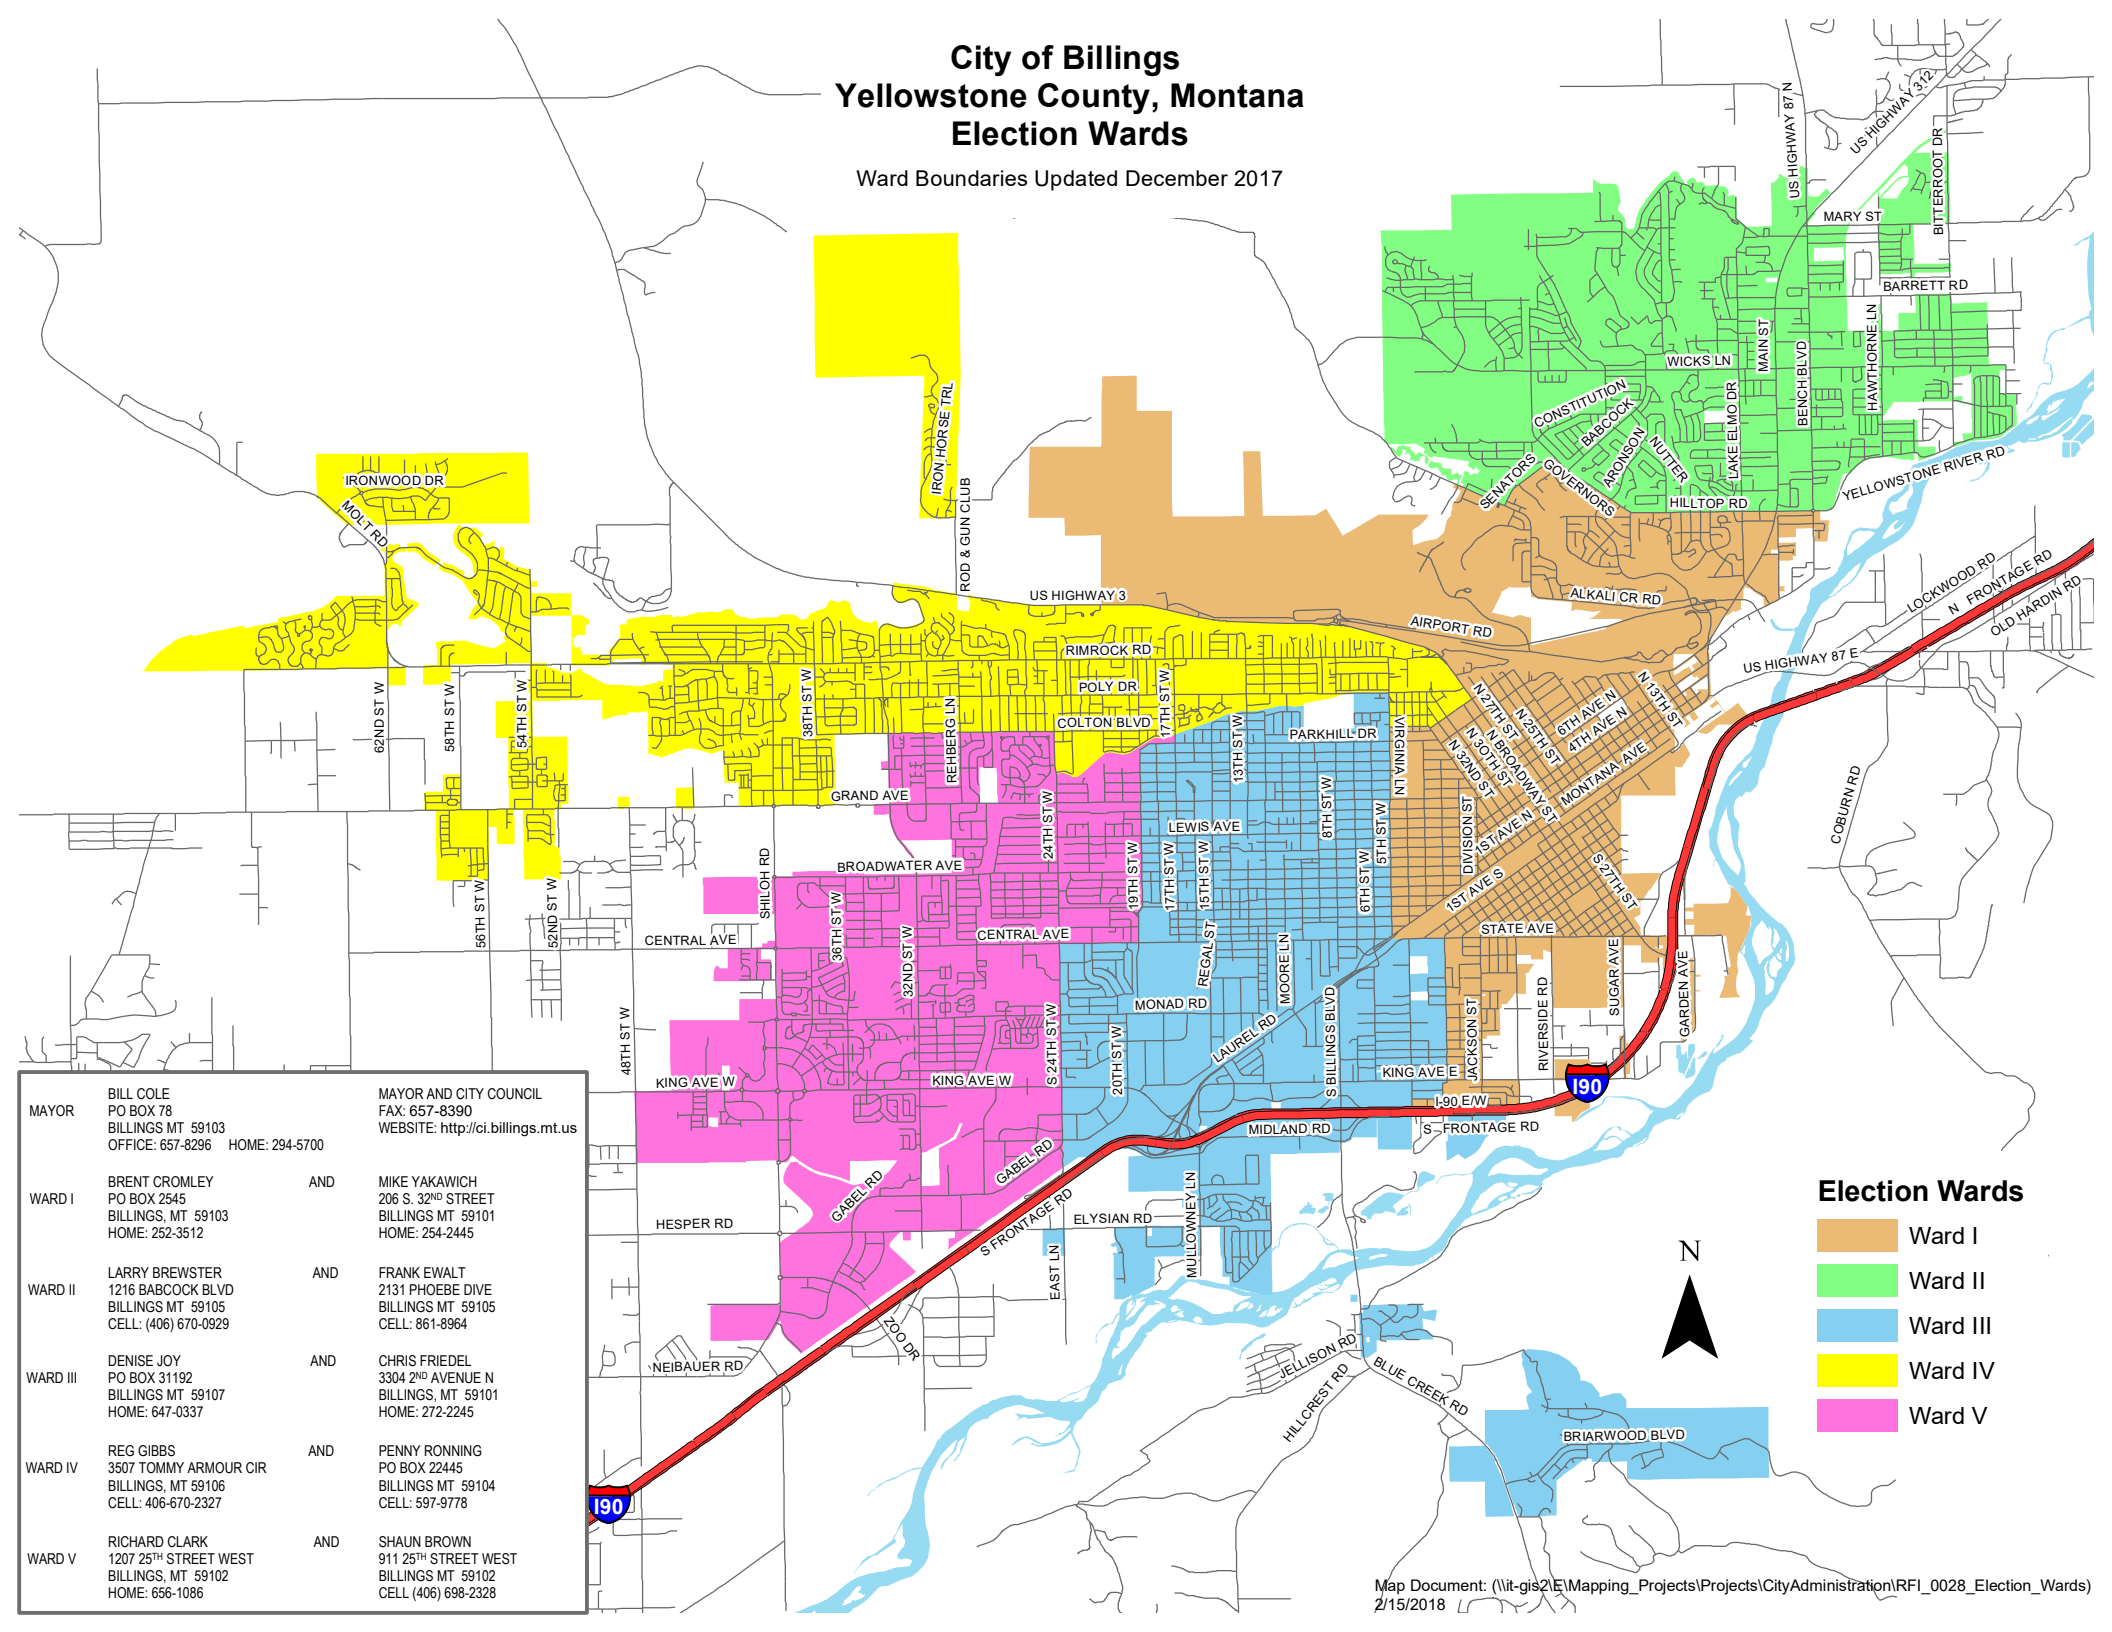 City of Billings
Yellowstone County, Montana
Election Wards
Ward Boundaries Updated December 2017
US HIGHWAY 87 N
US HIGHWAY 312
BITTERROOT DR
MARY ST
BARRETT RD
HAWTHORNE LN
MAIN ST
BENCH BLVD
WICKS LN
LAKE ELMO DR
CONSTITUTION
BABCOCK
ARONSON
NUTTER
SENATORS
GOVERNORS
HILLTOP RD
YELLOWSTONE RIVER RD
IRON HORSE TRL
ROD & GUN CLUB
IRONWOOD DR
MOLT RD
US HIGHWAY 3
ALKALI CR RD
AIRPORT RD
LOCKWOOD RD
N FRONTAGE RD
OLD HARDIN RD
US HIGHWAY 87 E
RIMROCK RD
POLY DR
COLTON BLVD
17TH ST W
13TH ST W
PARKHILL DR
VIRGINIA LN
62ND ST W
58TH ST W
54TH ST W
38TH ST W
REHBERG LN
N 27TH ST
N 25TH ST
N 13TH ST
6TH AVE N
4TH AVE N
N BROADWAY ST
N 30TH ST
N 32ND ST
MONTANA AVE
1ST AVE N
DIVISION ST
1ST AVE S
S 27TH ST
GRAND AVE
24TH ST W
LEWIS AVE
8TH ST W
5TH ST W
6TH ST W
19TH ST W
17TH ST W
15TH ST W
BROADWATER AVE
SHILOH RD
56TH ST W
52ND ST W
36TH ST W
32ND ST W
CENTRAL AVE
CENTRAL AVE
REGAL ST
MOORE LN
STATE AVE
SUGAR AVE
GARDEN AVE
RIVERSIDE RD
JACKSON ST
COBURN RD
MONAD RD
48TH ST W
S 24TH ST W
20TH ST W
LAUREL RD
S BILLINGS BLVD
KING AVE W
KING AVE W
KING AVE E
I-90 E/W
I90
MIDLAND RD
S FRONTAGE RD
GABEL RD
GABEL RD
HESPER RD
S FRONTAGE RD
ELYSIAN RD
EAST LN
MULLOWNEY LN
ZOO DR
NEIBAUER RD
JELLISON RD
HILLCREST RD
BLUE CREEK RD
BRIARWOOD BLVD
I90
MAYOR
BILL COLE
PO BOX 78
BILLINGS MT 59103
OFFICE: 657-8296 HOME: 294-5700
MAYOR AND CITY COUNCIL
FAX: 657-8390
WEBSITE: http://ci.billings.mt.us
WARD I
BRENT CROMLEY
PO BOX 2545
BILLINGS, MT 59103
HOME: 252-3512
AND
MIKE YAKAWICH
206 S. 32ND STREET
BILLINGS MT 59101
HOME: 254-2445
WARD II
LARRY BREWSTER
1216 BABCOCK BLVD
BILLINGS MT 59105
CELL: (406) 670-0929
AND
FRANK EWALT
2131 PHOEBE DIVE
BILLINGS MT 59105
CELL: 861-8964
WARD III
DENISE JOY
PO BOX 31192
BILLINGS MT 59107
HOME: 647-0337
AND
CHRIS FRIEDEL
3304 2ND AVENUE N
BILLINGS, MT 59101
HOME: 272-2245
WARD IV
REG GIBBS
3507 TOMMY ARMOUR CIR
BILLINGS, MT 59106
CELL: 406-670-2327
AND
PENNY RONNING
PO BOX 22445
BILLINGS MT 59104
CELL: 597-9778
WARD V
RICHARD CLARK
1207 25TH STREET WEST
BILLINGS, MT 59102
HOME: 656-1086
AND
SHAUN BROWN
911 25TH STREET WEST
BILLINGS MT 59102
CELL (406) 698-2328
Election Wards
Ward I
Ward II
Ward III
Ward IV
Ward V
N
Map Document: (\\it-gis2\E\Mapping_Projects\Projects\CityAdministration\RFI_0028_Election_Wards)
2/15/2018